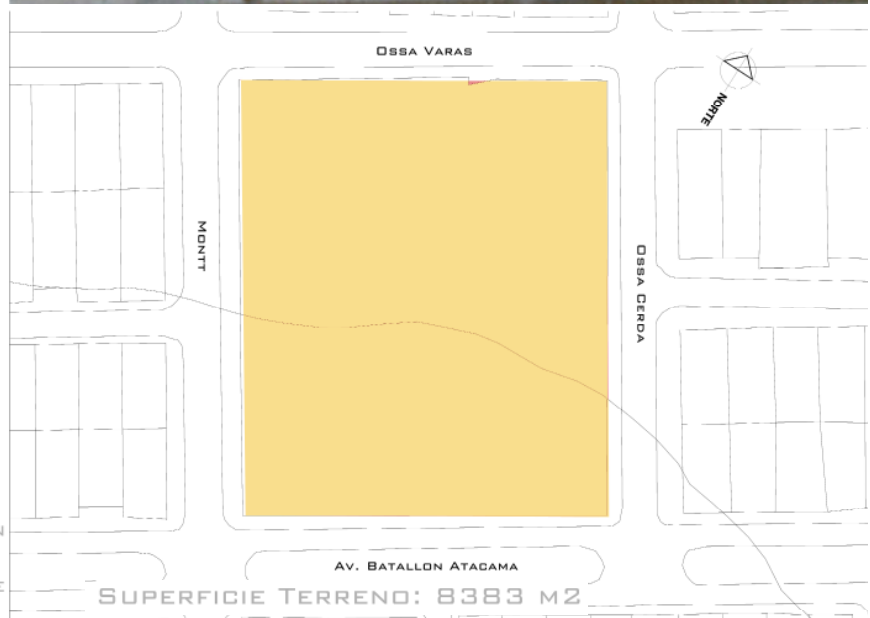 OSSA VARAS
NORTE
MONTT
OSSA CERDA
AV. BATALLON ATACAMA
SUPERFICIE TERRENO: 8383 M2